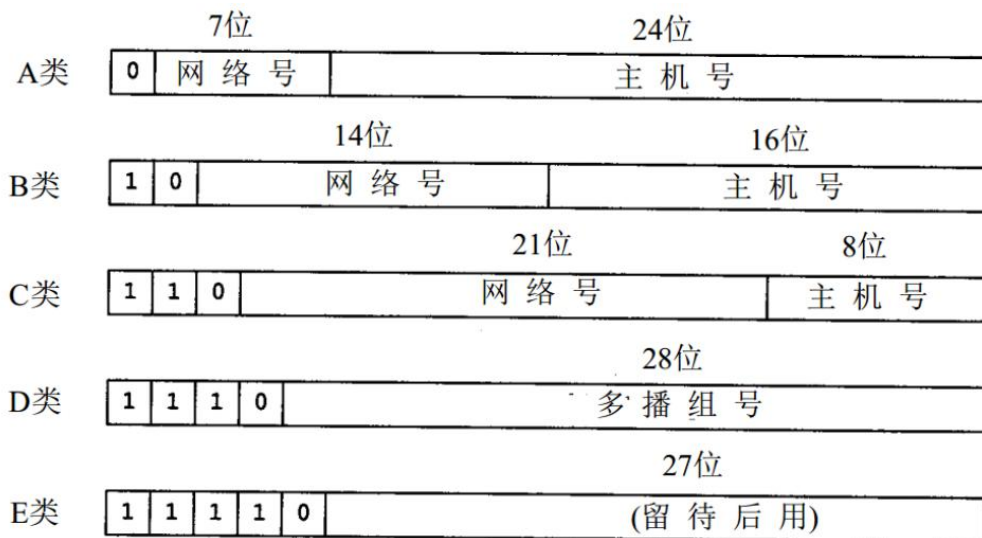 7位 24位
A类 0 网络号 主机号
14位 16位
B类 1 0 网络号 主机号
21位 8位
C类 1 1 0 网络号 主机号
28位
D类 1 1 1 0 多播组号
27位
E类 1 1 1 1 0 (留待后用)